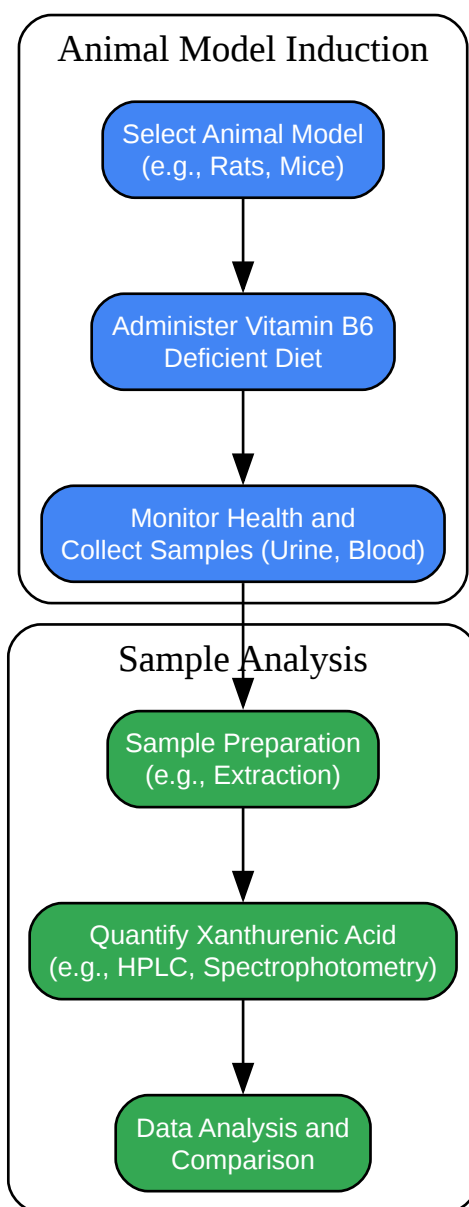 Animal Model Induction
Select Animal Model
(e.g., Rats, Mice)
Administer Vitamin B6
Deficient Diet
Monitor Health and
Collect Samples (Urine, Blood)
Sample Analysis
Sample Preparation
(e.g., Extraction)
Quantify Xanthurenic Acid
(e.g., HPLC, Spectrophotometry)
Data Analysis and
Comparison